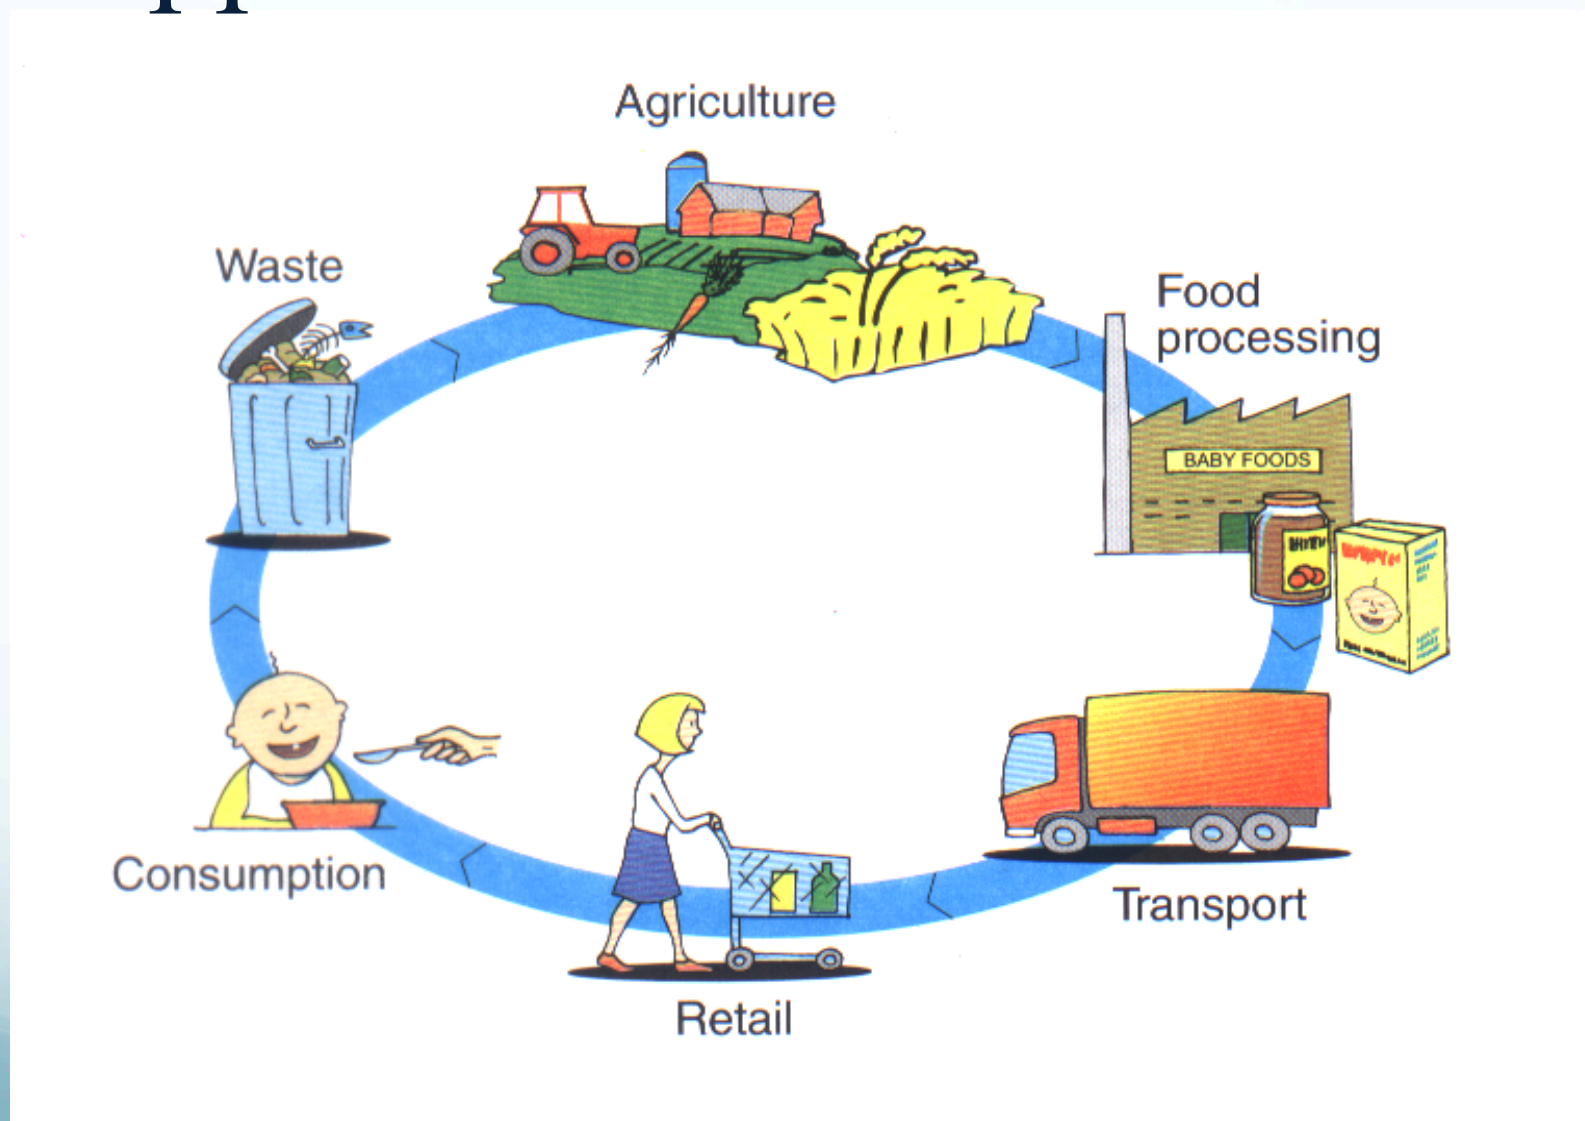 Agriculture
Waste
Food
processing
BABY FOODS
Transport
Consumption
Retail